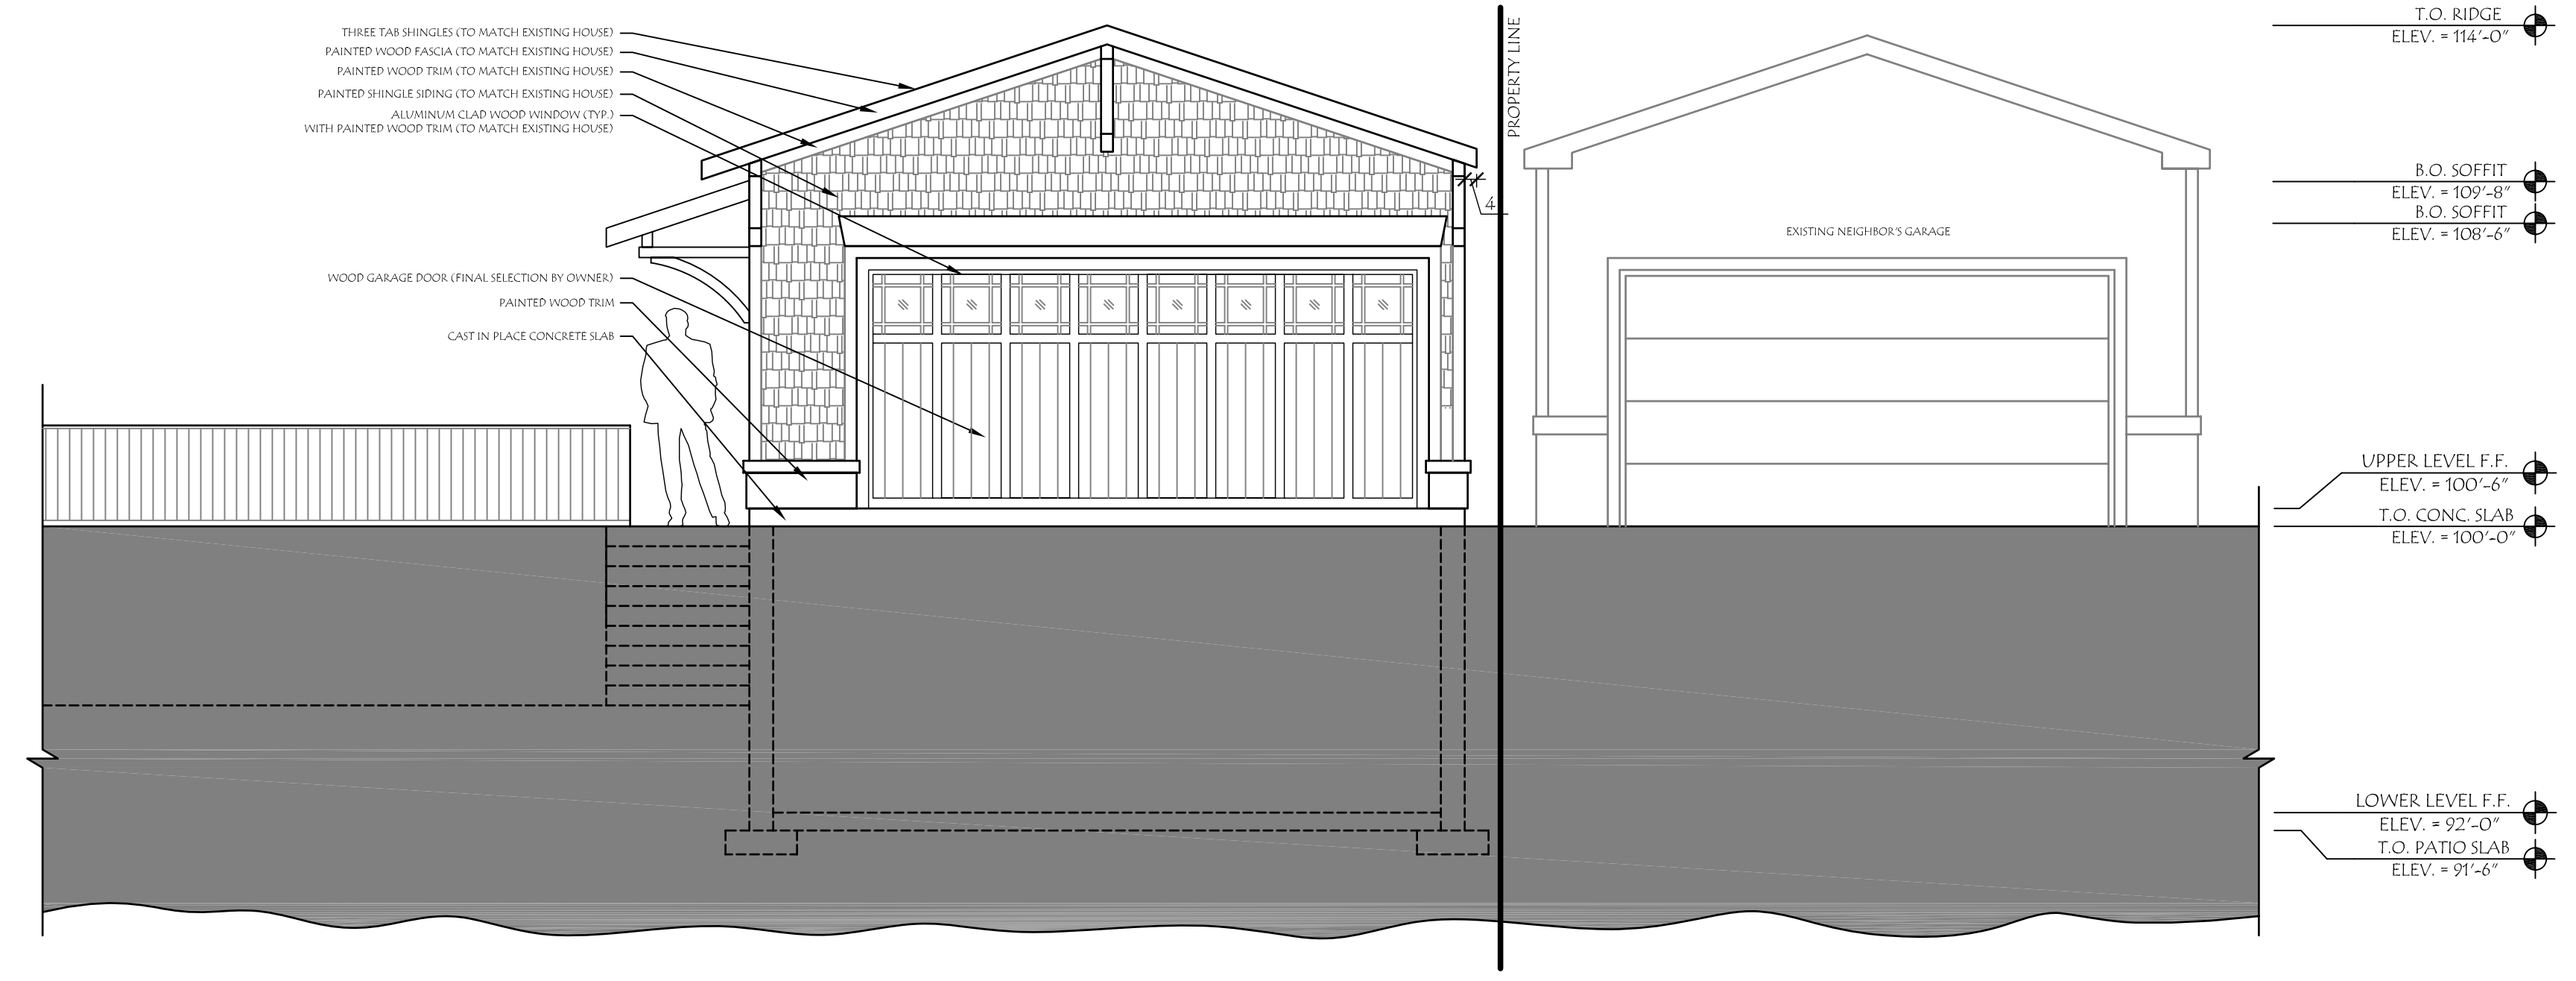 THREE TAB SHINGLES (TO MATCH EXISTING HOUSE)
PAINTED WOOD FASCIA (TO MATCH EXISTING HOUSE)
PAINTED WOOD TRIM (TO MATCH EXISTING HOUSE)
PAINTED SHINGLE SIDING (TO MATCH EXISTING HOUSE)
ALUMINUM CLAD WOOD WINDOW (TYP.)
WITH PAINTED WOOD TRIM (TO MATCH EXISTING HOUSE)
WOOD GARAGE DOOR (FINAL SELECTION BY OWNER)
PAINTED WOOD TRIM
CAST IN PLACE CONCRETE SLAB
4
PROPERTY LINE
EXISTING NEIGHBOR'S GARAGE
T.O. RIDGE
ELEV. = 114'-0"
B.O. SOFFIT
ELEV. = 109'-8"
B.O. SOFFIT
ELEV. = 108'-6"
UPPER LEVEL F.F.
ELEV. = 100'-6"
T.O. CONC. SLAB
ELEV. = 100'-0"
LOWER LEVEL F.F.
ELEV. = 92'-0"
T.O. PATIO SLAB
ELEV. = 91'-6"